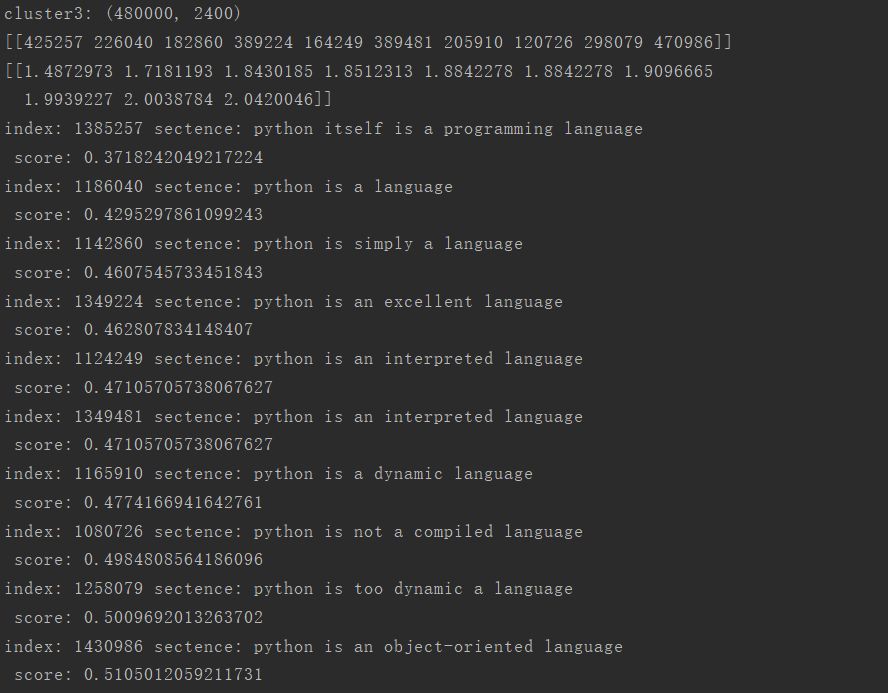 cluster3: (480000, 2400)
[[425257 226040 182860 389224 164249 389481 205910 120726 298079 470986]]
[[1.4872973 1.7181193 1.8430185 1.8512313 1.8842278 1.8842278 1.9096665
  1.9939227 2.0038784 2.0420046]]
index: 1385257 sectence: python itself is a programming language
 score: 0.3718242049217224
index: 1186040 sectence: python is a language
 score: 0.4295297861099243
index: 1142860 sectence: python is simply a language
 score: 0.4607545733451843
index: 1349224 sectence: python is an excellent language
 score: 0.462807834148407
index: 1124249 sectence: python is an interpreted language
 score: 0.47105705738067627
index: 1349481 sectence: python is an interpreted language
 score: 0.47105705738067627
index: 1165910 sectence: python is a dynamic language
 score: 0.4774166941642761
index: 1080726 sectence: python is not a compiled language
 score: 0.4984808564186096
index: 1258079 sectence: python is too dynamic a language
 score: 0.5009692013263702
index: 1430986 sectence: python is an object-oriented language
 score: 0.5105012059211731